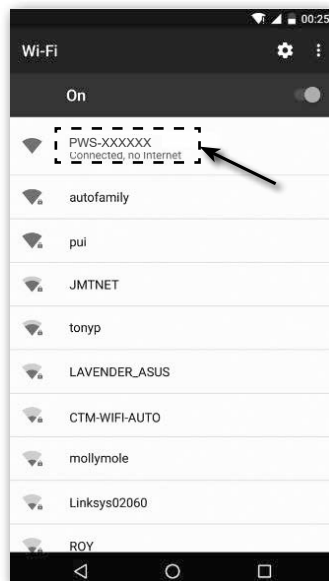 00:25
Wi-Fi
On
PWS-XXXXXX
Connected, no Internet
autofamily
pui
JMTNET
tonyp
LAVENDER_ASUS
CTM-WIFI-AUTO
mollymole
Linksys02060
ROY